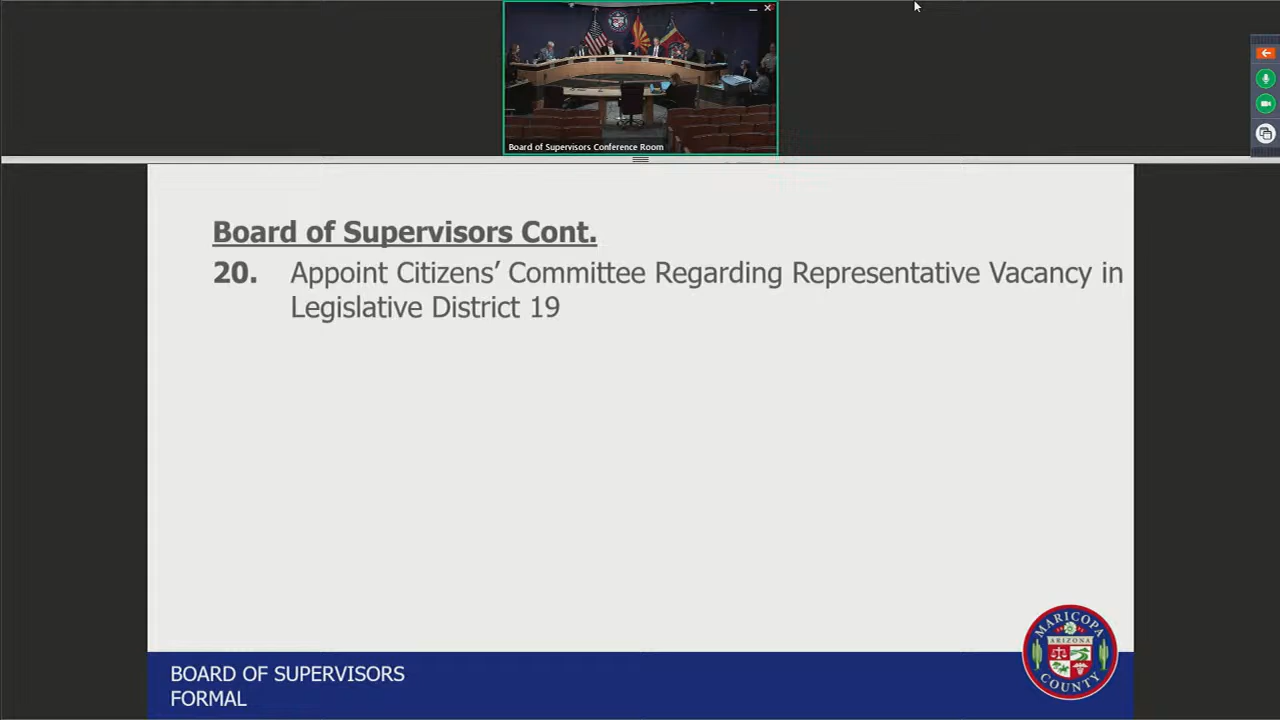 Board of Supervisors Conference Room
Board of Supervisors Cont.
20. Appoint Citizens’ Committee Regarding Representative Vacancy in
Legislative District 19
BOARD OF SUPERVISORS
FORMAL
MARICOPA
ARIZONA
COUNTY